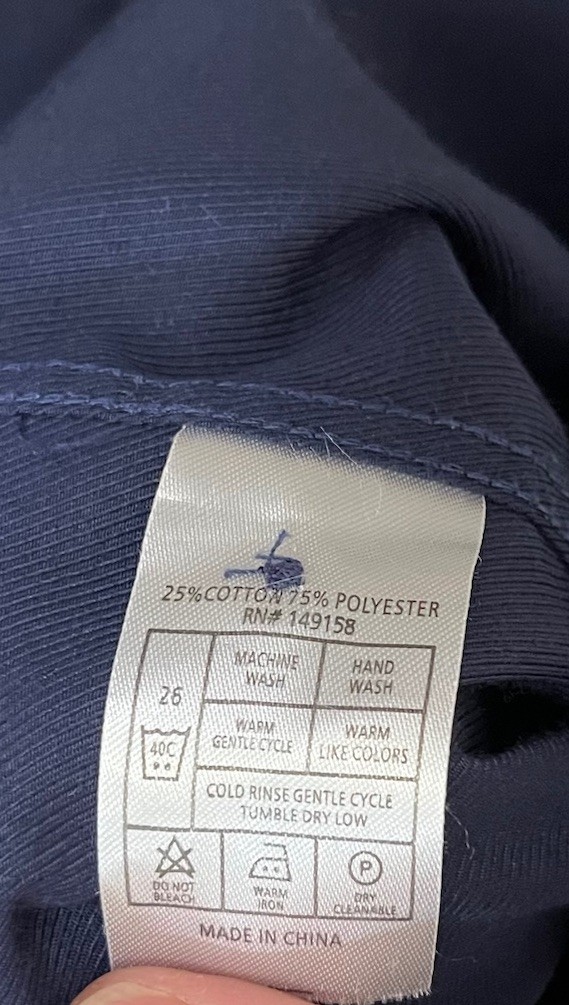 25%COTTON 75% POLYESTER
RN# 149158
26
40C
MACHINE
WASH
HAND
WASH
WARM
GENTLE CYCLE
WARM
LIKE COLORS
COLD RINSE GENTLE CYCLE
TUMBLE DRY LOW
DO NOT
BLEACH
WARM
IRON
P
DRY
CLEANABLE
MADE IN CHINA